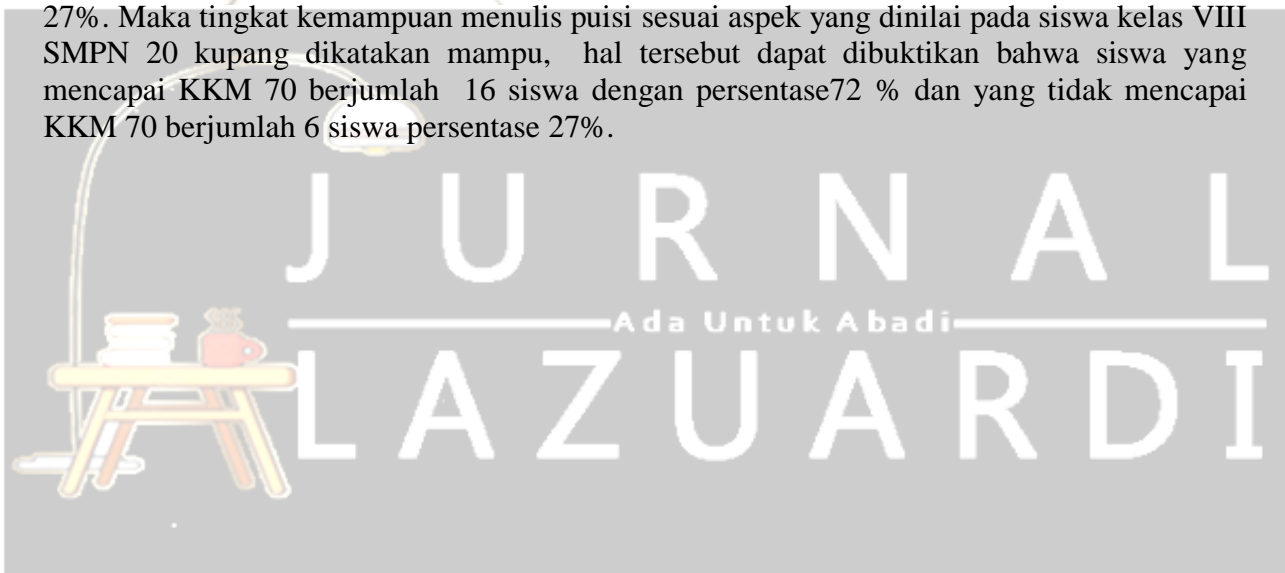 27%. Maka tingkat kemampuan menulis puisi sesuai aspek yang dinilai pada siswa kelas VIII
SMPN 20 kupang dikatakan mampu, hal tersebut dapat dibuktikan bahwa siswa yang
mencapai KKM 70 berjumlah 16 siswa dengan persentase72 % dan yang tidak mencapai
KKM 70 berjumlah 6 siswa persentase 27%.
J U R N A L
Ada Untuk Abadi
LAZUARDI